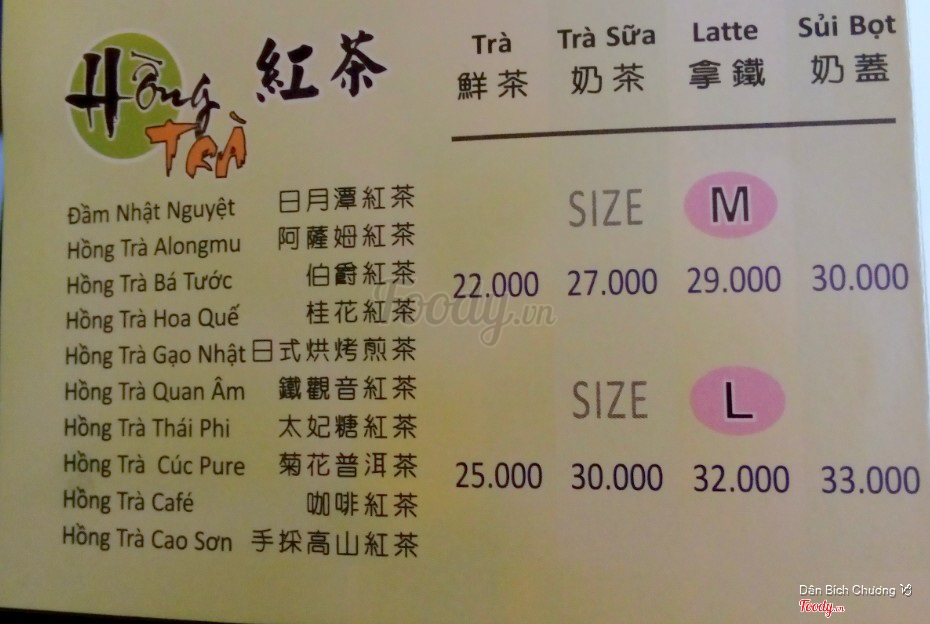 Hồng Trà 紅茶
Trà Trà Sữa Latte Sủi Bọt
鮮茶 奶茶 拿鐵 奶蓋
SIZE M
22.000 27.000 29.000 30.000
SIZE L
25.000 30.000 32.000 33.000
Đầm Nhật Nguyệt 日月潭紅茶
Hồng Trà Alongmu 阿薩姆紅茶
Hồng Trà Bá Tước 伯爵紅茶
Hồng Trà Hoa Quế 桂花紅茶
Hồng Trà Gạo Nhật 日式烘烤煎茶
Hồng Trà Quan Âm 鐵觀音紅茶
Hồng Trà Thái Phi 太妃糖紅茶
Hồng Trà Cúc Pure 菊花普洱茶
Hồng Trà Café 咖啡紅茶
Hồng Trà Cao Sơn 手採高山紅茶
Foody.vn
Dân Bích Chương
Foody.vn